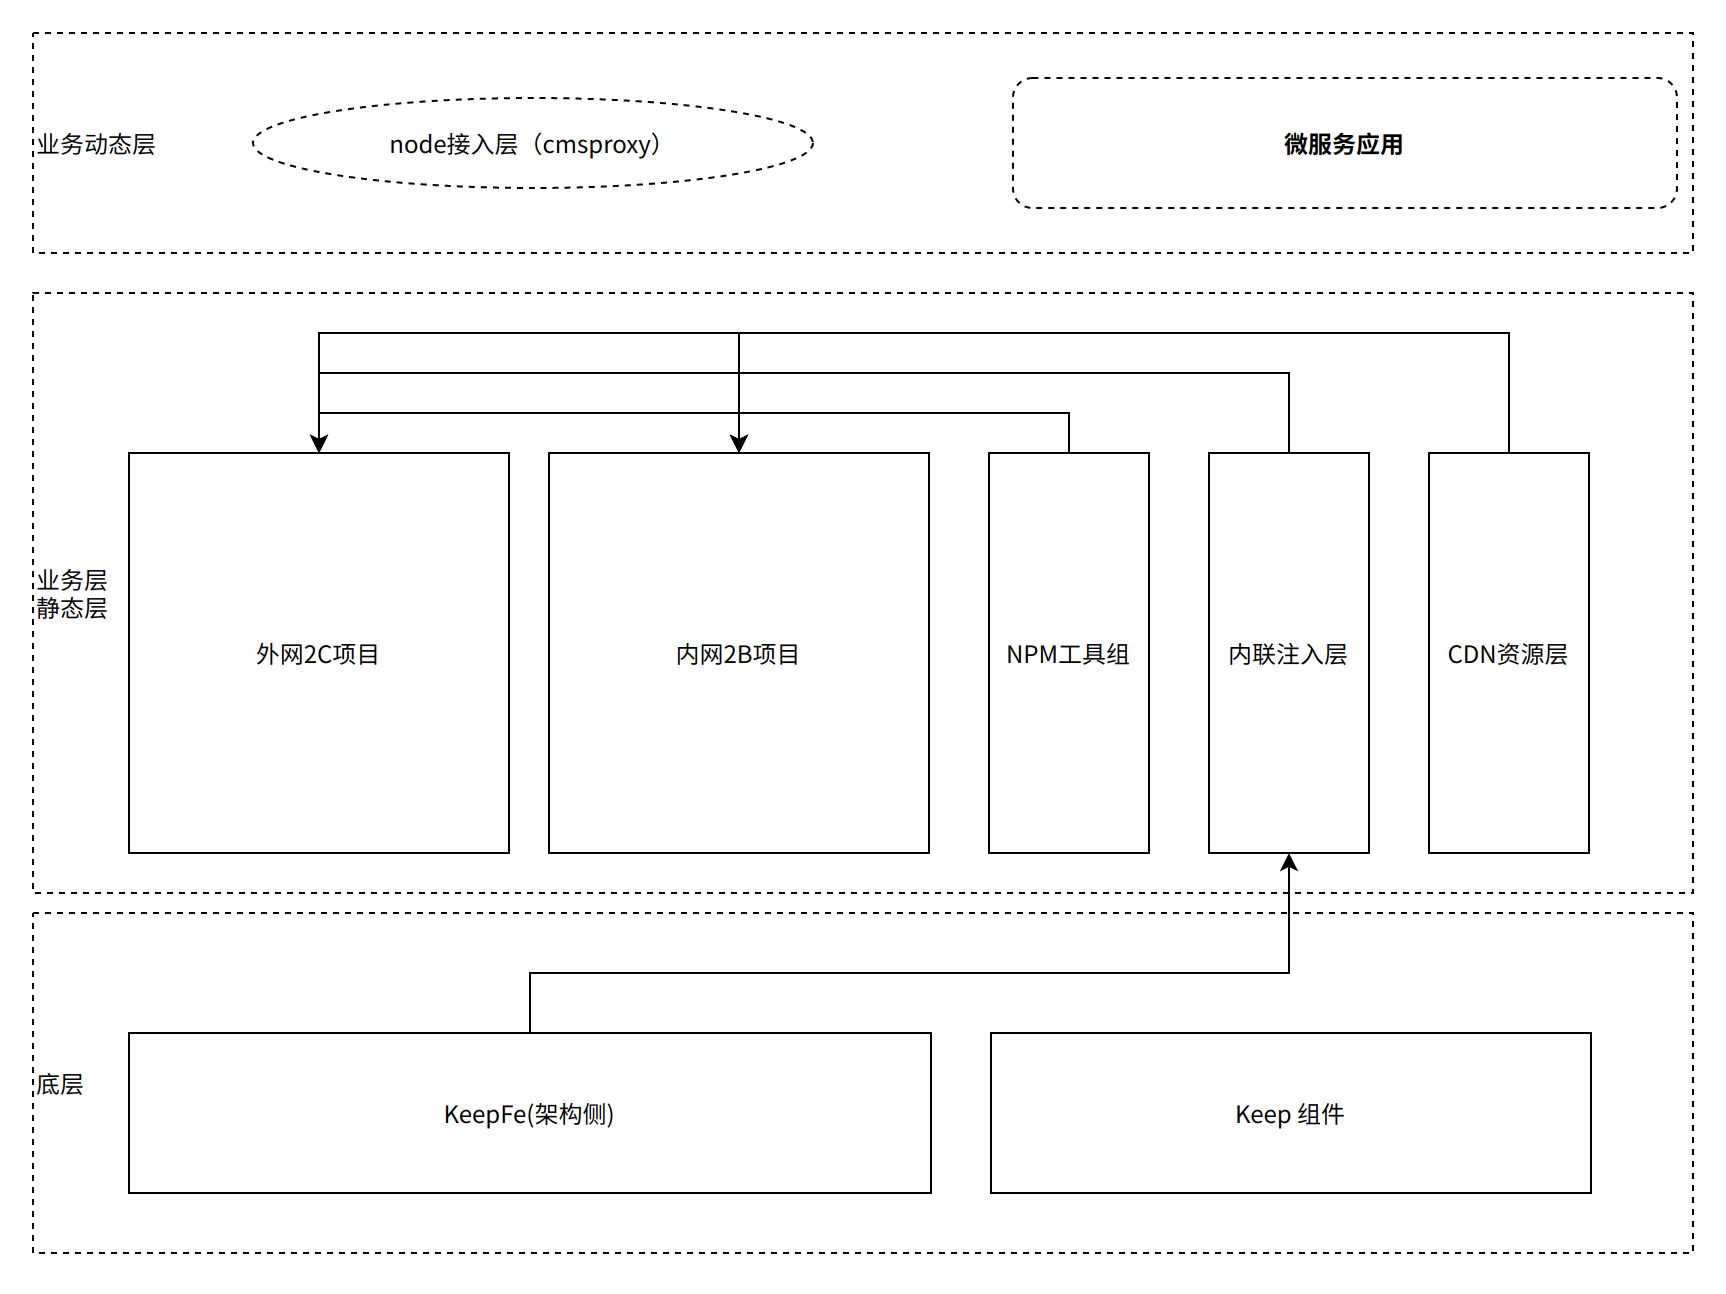 业务动态层
node接入层（cmsproxy）
微服务应用
业务层
静态层
外网2C项目
内网2B项目
NPM工具组
内联注入层
CDN资源层
底层
KeepFe(架构侧)
Keep 组件